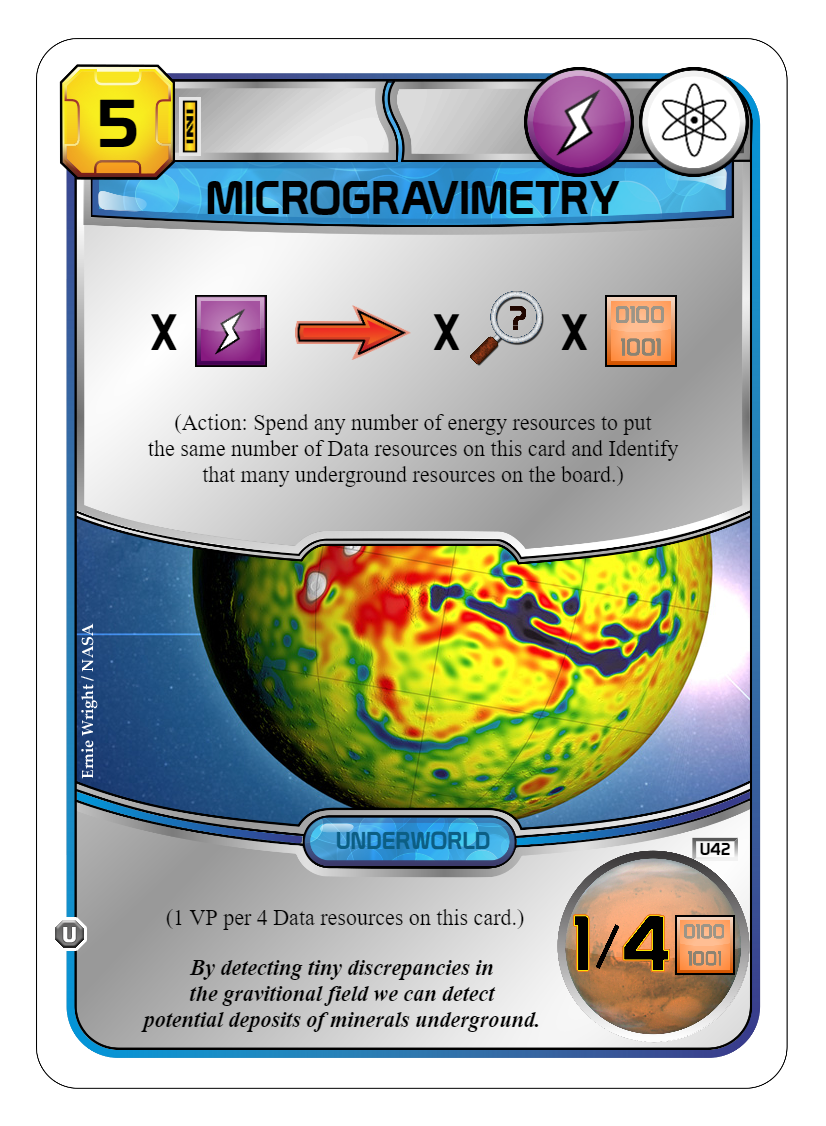 5
MICROGRAVIMETRY
X X ? X 0100
1001
(Action: Spend any number of energy resources to put
the same number of Data resources on this card and Identify
that many underground resources on the board.)
Ernie Wright / NASA
UNDERWORLD
U42
(1 VP per 4 Data resources on this card.)
U
1/4 0100
1001
By detecting tiny discrepancies in
the gravitional field we can detect
potential deposits of minerals underground.